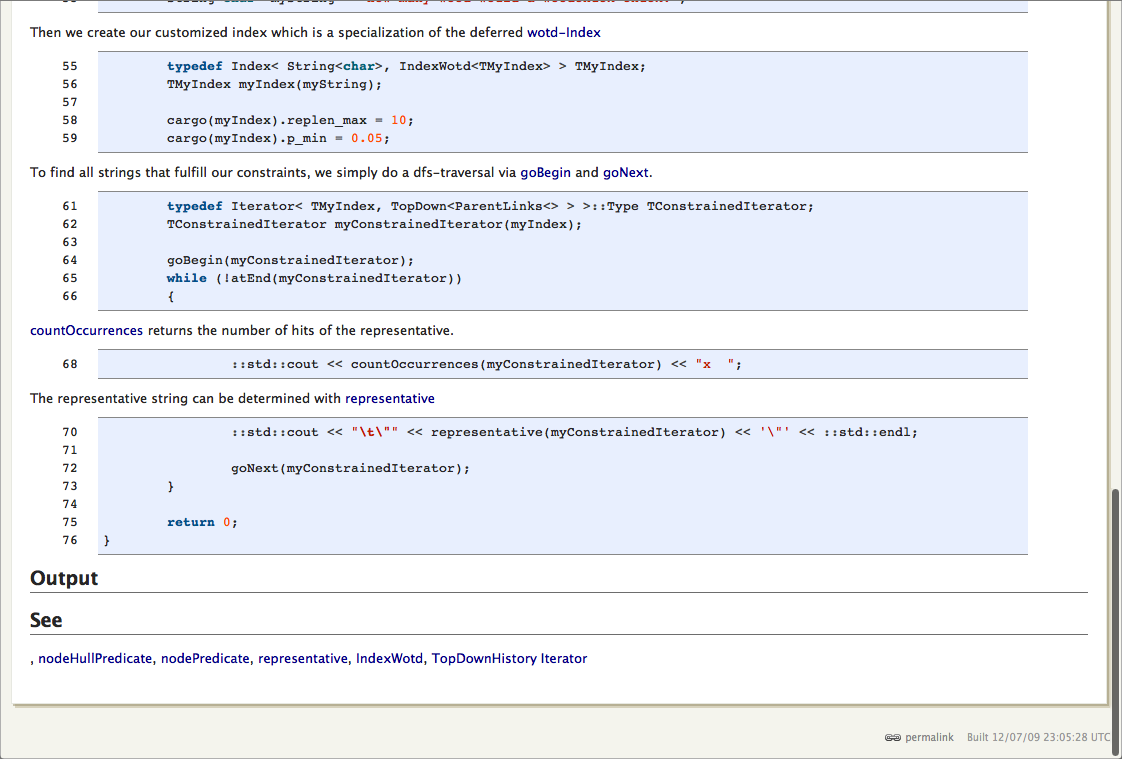 Then we create our customized index which is a specialization of the deferred wotd-Index
55 typedef Index< String<char>, IndexWotd<TMyIndex> > TMyIndex;
56 TMyIndex myIndex(myString);
57
58 cargo(myIndex).replen_max = 10;
59 cargo(myIndex).p_min = 0.05;
To find all strings that fulfill our constraints, we simply do a dfs-traversal via goBegin and goNext.
61 typedef Iterator< TMyIndex, TopDown<ParentLinks<> > >::Type TConstrainedIterator;
62 TConstrainedIterator myConstrainedIterator(myIndex);
63
64 goBegin(myConstrainedIterator);
65 while (!atEnd(myConstrainedIterator))
66 {
countOccurrences returns the number of hits of the representative.
68 ::std::cout << countOccurrences(myConstrainedIterator) << "x  ";
The representative string can be determined with representative
70 ::std::cout << "\t\"" << representative(myConstrainedIterator) << '\"' << ::std::endl;
71
72 goNext(myConstrainedIterator);
73 }
74
75 return 0;
76 }
Output
See
, nodeHullPredicate, nodePredicate, representative, IndexWotd, TopDownHistory Iterator
permalink Built 12/07/09 23:05:28 UTC